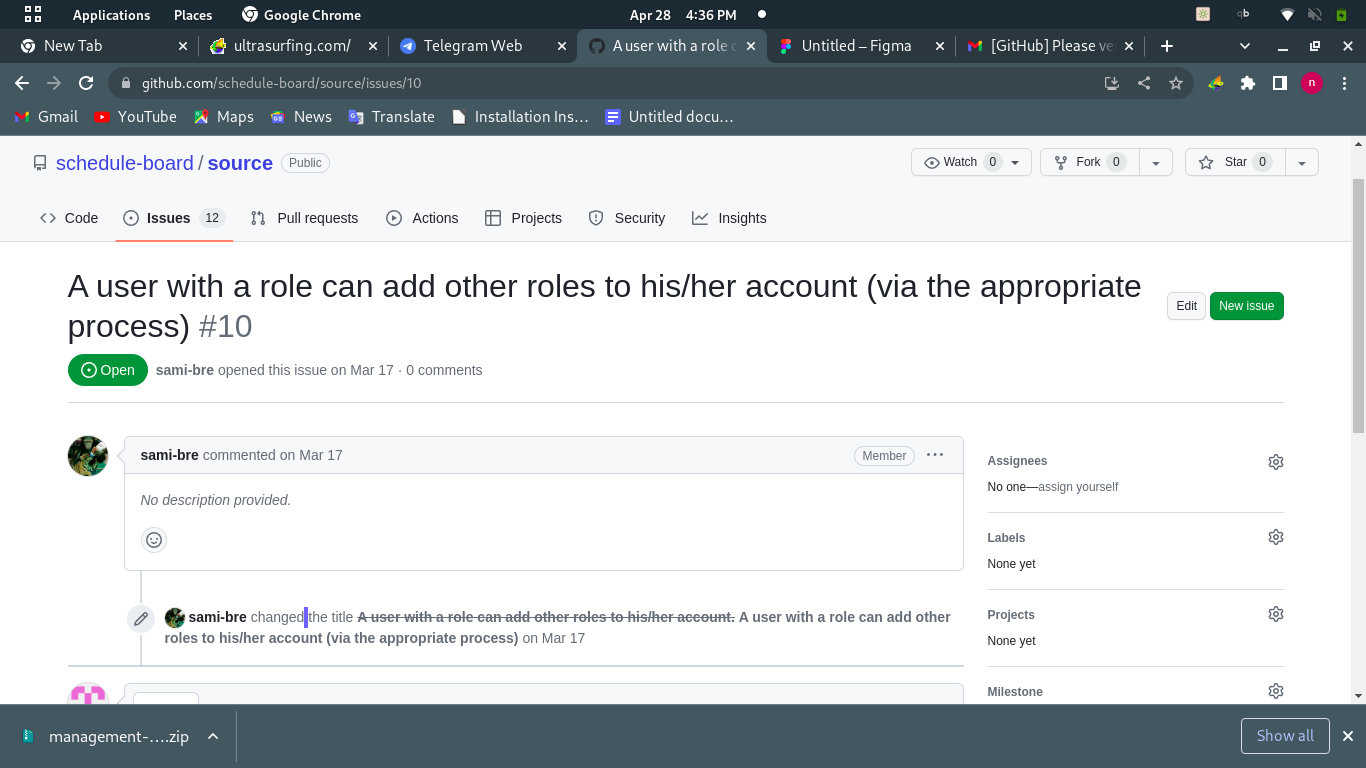 Applications Places Google Chrome Apr 28 4:36 PM
New Tab ultrasurfing.com/ Telegram Web A user with a role Untitled – Figma [GitHub] Please
github.com/schedule-board/source/issues/10 n
Gmail YouTube Maps News Translate Installation Ins… Untitled docu…
schedule-board / source Public Watch 0 Fork 0 Star 0
Code Issues 12 Pull requests Actions Projects Security Insights
A user with a role can add other roles to his/her account (via the appropriate
process) #10
Edit New issue
Open sami-bre opened this issue on Mar 17 · 0 comments
sami-bre commented on Mar 17 Member
No description provided.
sami-bre changed the title A user with a role can add other roles to his/her account. A user with a role can add other
roles to his/her account (via the appropriate process) on Mar 17
Assignees
No one—assign yourself
Labels
None yet
Projects
None yet
Milestone
management-….zip Show all